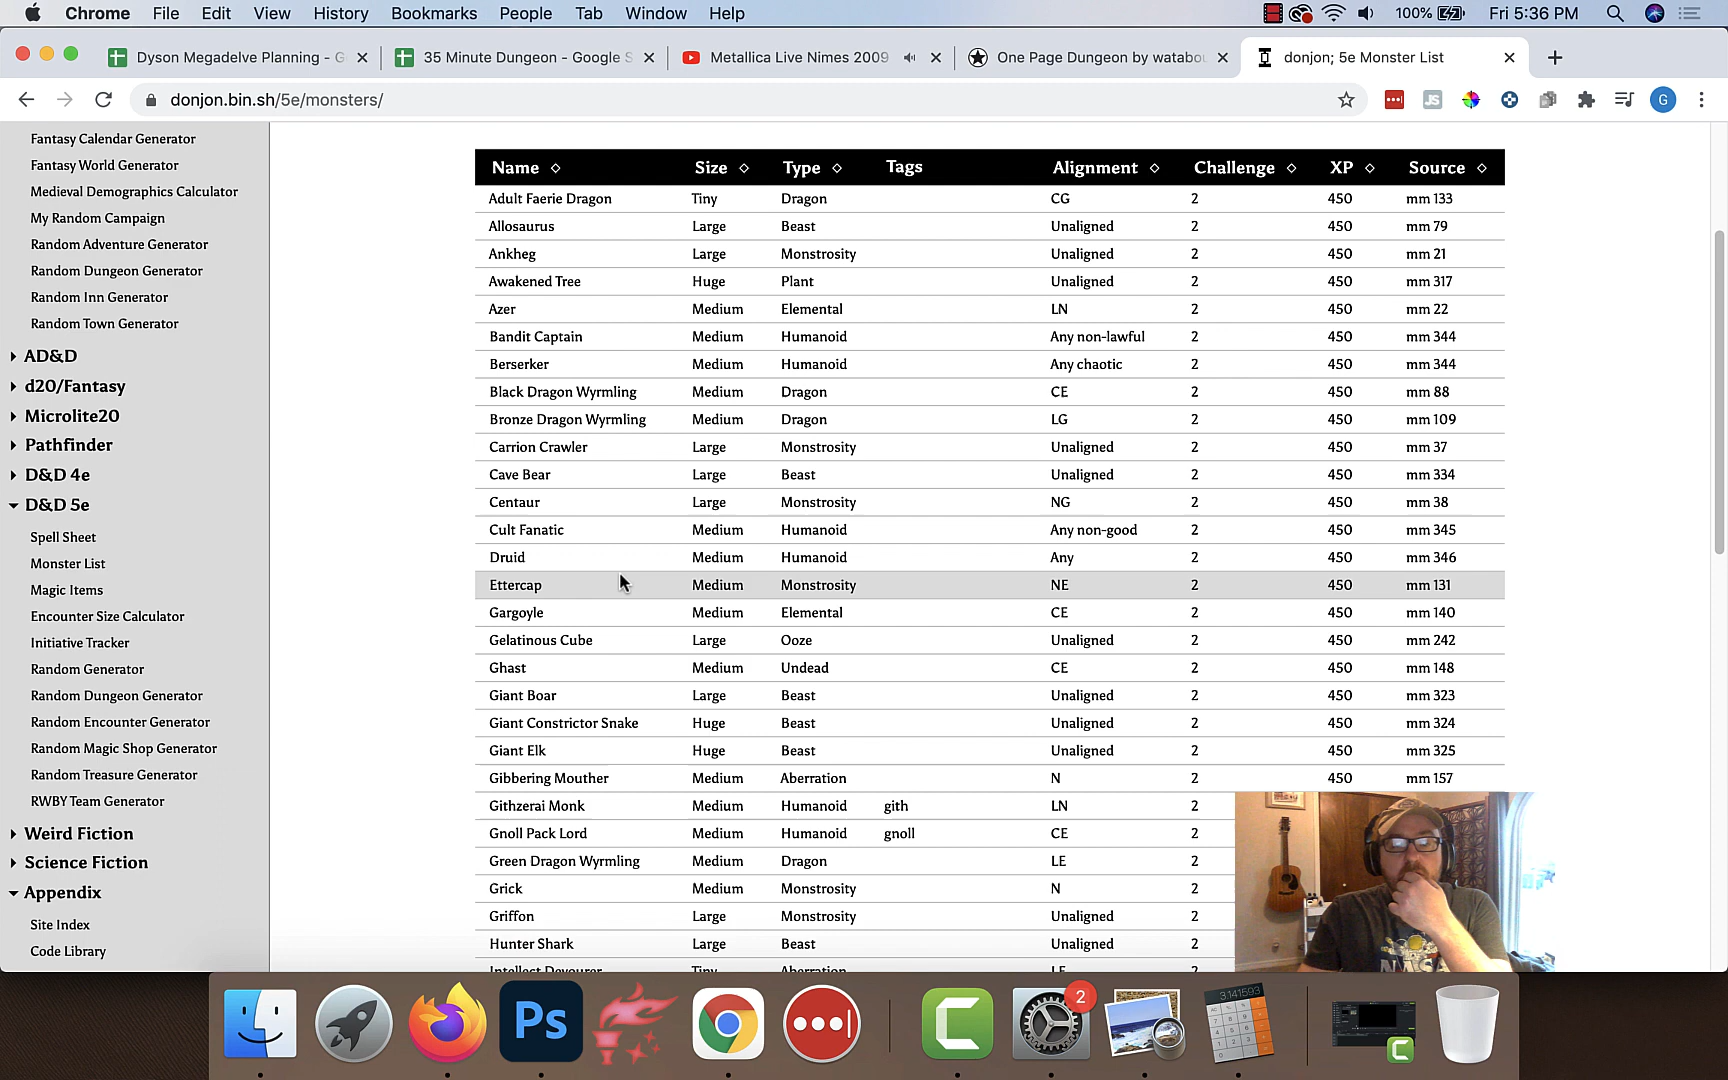 Chrome File Edit View History Bookmarks People Tab Window Help 100% Fri 5:36 PM
Dyson Megadelve Planning - G 35 Minute Dungeon - Google S Metallica Live Nimes 2009 One Page Dungeon by watabou donjon; 5e Monster List
donjon.bin.sh/5e/monsters/ JS G
Fantasy Calendar Generator
Fantasy World Generator
Medieval Demographics Calculator
My Random Campaign
Random Adventure Generator
Random Dungeon Generator
Random Inn Generator
Random Town Generator
AD&D
d20/Fantasy
Microlite20
Pathfinder
D&D 4e
D&D 5e
Spell Sheet
Monster List
Magic Items
Encounter Size Calculator
Initiative Tracker
Random Generator
Random Dungeon Generator
Random Encounter Generator
Random Magic Shop Generator
Random Treasure Generator
RWBY Team Generator
Weird Fiction
Science Fiction
Appendix
Site Index
Code Library
Name Size Type Tags Alignment Challenge XP Source
Adult Faerie Dragon Tiny Dragon CG 2 450 mm 133
Allosaurus Large Beast Unaligned 2 450 mm 79
Ankheg Large Monstrosity Unaligned 2 450 mm 21
Awakened Tree Huge Plant Unaligned 2 450 mm 317
Azer Medium Elemental LN 2 450 mm 22
Bandit Captain Medium Humanoid Any non-lawful 2 450 mm 344
Berserker Medium Humanoid Any chaotic 2 450 mm 344
Black Dragon Wyrmling Medium Dragon CE 2 450 mm 88
Bronze Dragon Wyrmling Medium Dragon LG 2 450 mm 109
Carrion Crawler Large Monstrosity Unaligned 2 450 mm 37
Cave Bear Large Beast Unaligned 2 450 mm 334
Centaur Large Monstrosity NG 2 450 mm 38
Cult Fanatic Medium Humanoid Any non-good 2 450 mm 345
Druid Medium Humanoid Any 2 450 mm 346
Ettercap Medium Monstrosity NE 2 450 mm 131
Gargoyle Medium Elemental CE 2 450 mm 140
Gelatinous Cube Large Ooze Unaligned 2 450 mm 242
Ghast Medium Undead CE 2 450 mm 148
Giant Boar Large Beast Unaligned 2 450 mm 323
Giant Constrictor Snake Huge Beast Unaligned 2 450 mm 324
Giant Elk Huge Beast Unaligned 2 450 mm 325
Gibbering Mouther Medium Aberration N 2 450 mm 157
Githzerai Monk Medium Humanoid gith LN 2
Gnoll Pack Lord Medium Humanoid gnoll CE 2
Green Dragon Wyrmling Medium Dragon LE 2
Grick Medium Monstrosity N 2
Griffon Large Monstrosity Unaligned 2
Hunter Shark Large Beast Unaligned 2
Intellect Devourer Tiny Aberration LE 2
NASA
Ps 2 3.141593